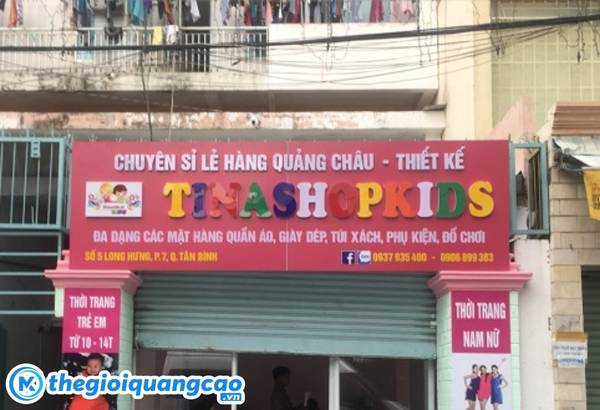 CHUYÊN SỈ LẺ HÀNG QUẢNG CHÂU - THIẾT KẾ
TINASHOPKIDS
ĐA DẠNG CÁC MẶT HÀNG QUẦN ÁO, GIÀY DÉP, TÚI XÁCH, PHỤ KIỆN, ĐỒ CHƠI
SỐ 5 LONG HƯNG, P.7, Q. TÂN BÌNH
f Zalo 0937 935 400 - 0906 899 383
THỜI TRANG
TRẺ EM
TỪ 10 - 14T
THỜI TRANG
NAM NỮ
thegioiquangcao
.vn